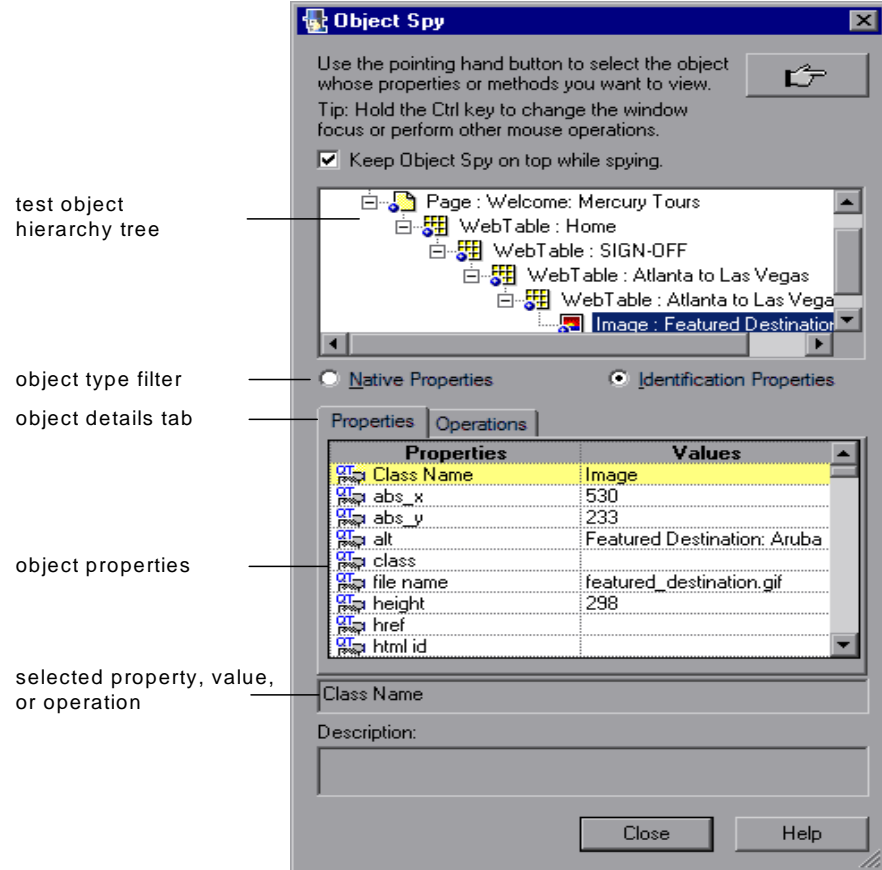 Object Spy
Use the pointing hand button to select the object
whose properties or methods you want to view.
Tip: Hold the Ctrl key to change the window
focus or perform other mouse operations.
Keep Object Spy on top while spying.
test object
hierarchy tree
Page : Welcome: Mercury Tours
WebTable : Home
WebTable : SIGN-OFF
WebTable : Atlanta to Las Vegas
WebTable : Atlanta to Las Vega
Image : Featured Destination
object type filter
Native Properties
Identification Properties
object details tab
Properties
Operations
Properties Values
Class Name Image
abs_x 530
abs_y 233
alt Featured Destination: Aruba
object properties
class
file name featured_destination.gif
height 298
href
html id
selected property, value,
or operation
Class Name
Description:
Close
Help